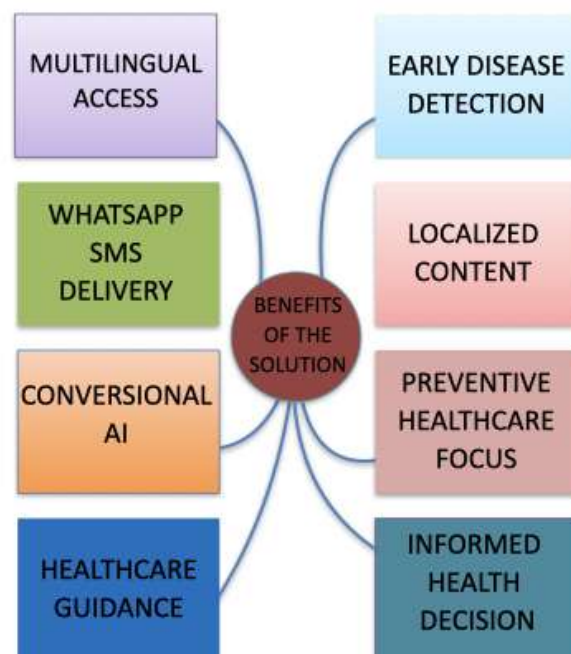 MULTILINGUAL
ACCESS
EARLY DISEASE
DETECTION
WHATSAPP
SMS
DELIVERY
LOCALIZED
CONTENT
BENEFITS
OF THE
SOLUTION
CONVERSIONAL
AI
PREVENTIVE
HEALTHCARE
FOCUS
HEALTHCARE
GUIDANCE
INFORMED
HEALTH
DECISION